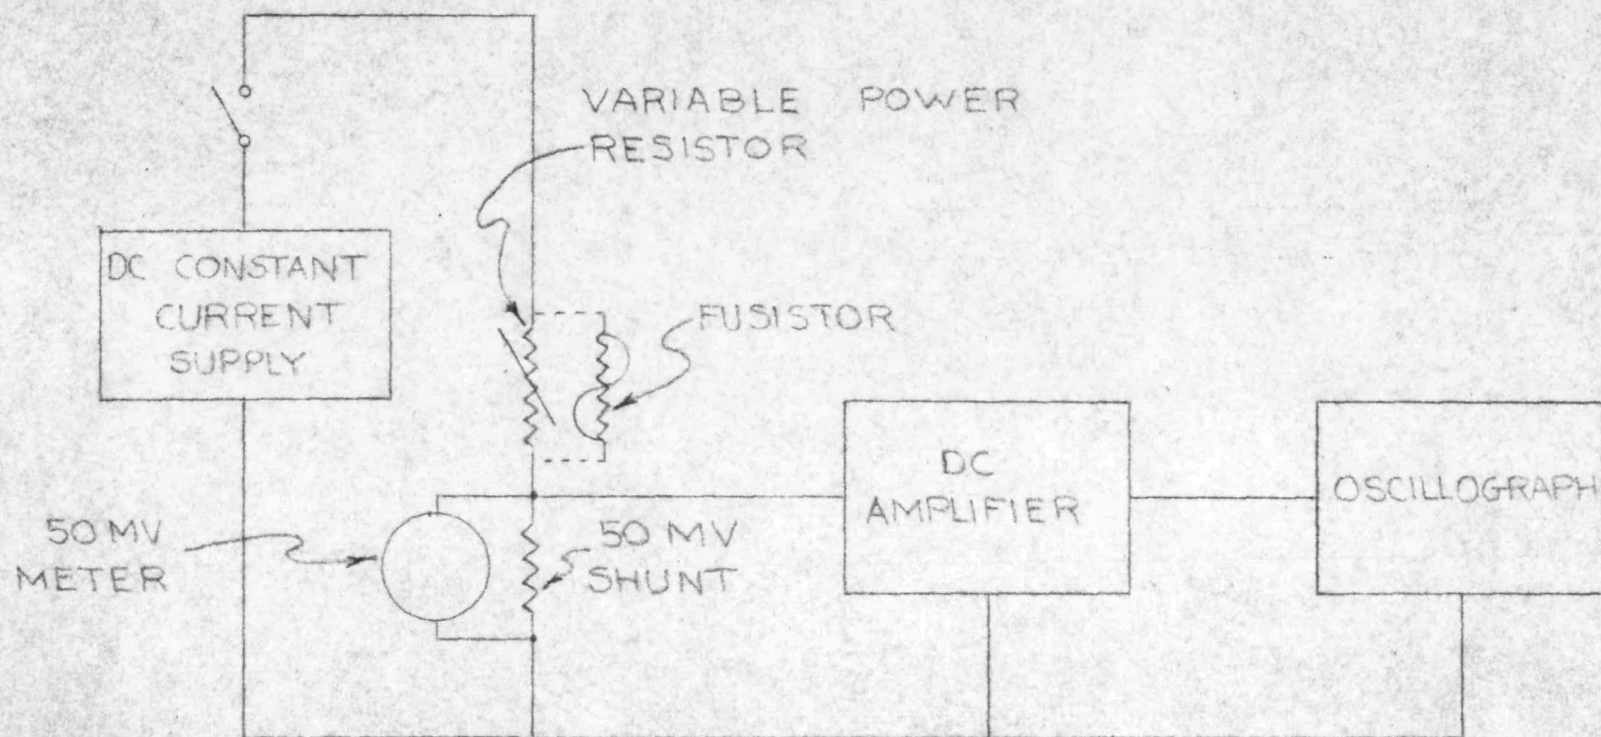 VARIABLE POWER
RESISTOR
DC CONSTANT
CURRENT
SUPPLY
FUSISTOR
DC
AMPLIFIER
OSCILLOGRAPH
50 MV
METER
50 MV
SHUNT